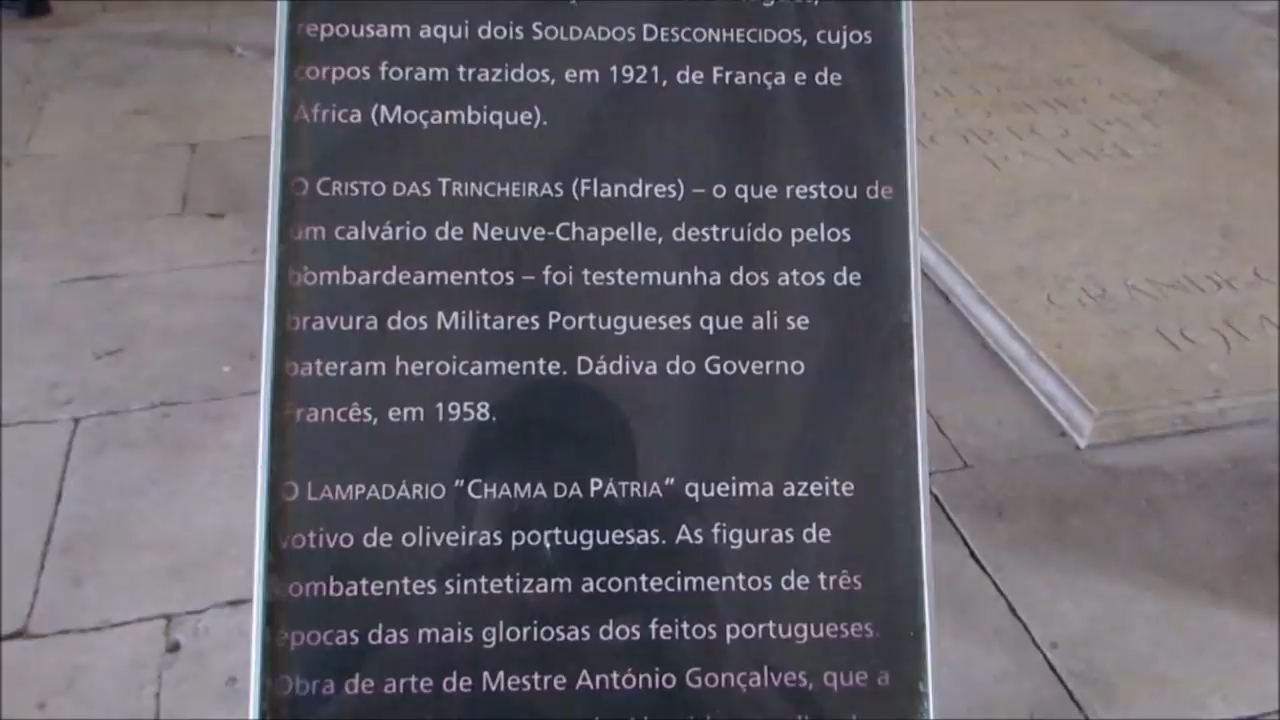 repousam aqui dois SOLDADOS DESCONHECIDOS, cujos
corpos foram trazidos, em 1921, de França e de
África (Moçambique).
O CRISTO DAS TRINCHEIRAS (Flandres) – o que restou de
um calvário de Neuve-Chapelle, destruído pelos
bombardeamentos – foi testemunha dos atos de
bravura dos Militares Portugueses que ali se
bateram heroicamente. Dádiva do Governo
Francês, em 1958.
O LAMPADÁRIO “CHAMA DA PÁTRIA” queima azeite
votivo de oliveiras portuguesas. As figuras de
combatentes sintetizam acontecimentos de três
épocas das mais gloriosas dos feitos portugueses.
Obra de arte de Mestre António Gonçalves, que a